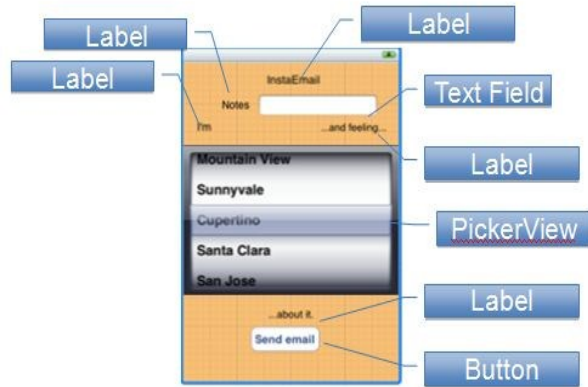 Label
Label
Label
InstaEmail
Notes
Text Field
I'm
...and feeling...
Label
Mountain View
Sunnyvale
Cupertino
PickerView
Santa Clara
San Jose
Label
...about it.
Send email
Button